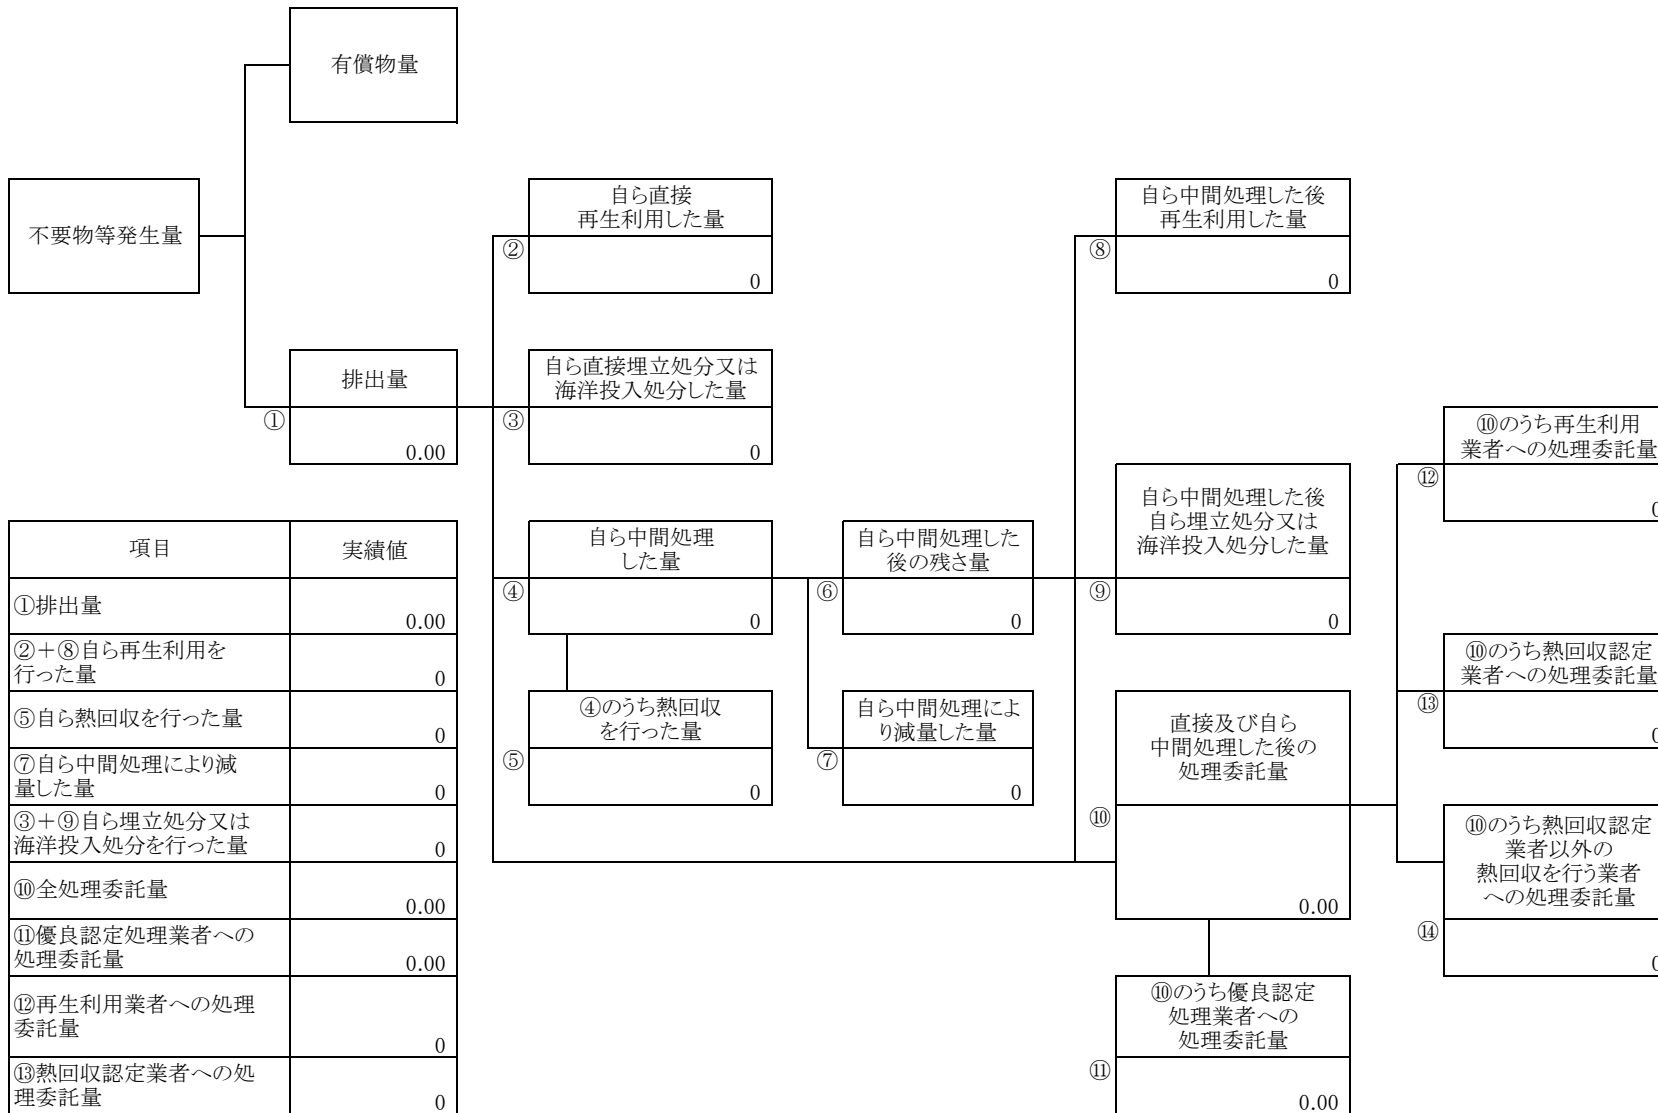 有償物量
不要物等発生量
自ら直接
再生利用した量
②
0
自ら中間処理した後
再生利用した量
⑧
0
排出量
①
0.00
自ら直接埋立処分又は
海洋投入処分した量
③
0
⑩のうち再生利用
業者への処理委託量
⑫
0
自ら中間処理
した量
④
0
自ら中間処理した
後の残さ量
⑥
0
自ら中間処理した後
自ら埋立処分又は
海洋投入処分した量
⑨
0
⑩のうち熱回収認定
業者への処理委託量
⑬
0
④のうち熱回収
を行った量
⑤
0
自ら中間処理によ
り減量した量
⑦
0
直接及び自ら
中間処理した後の
処理委託量
⑩
0.00
⑩のうち熱回収認定
業者以外の
熱回収を行う業者
への処理委託量
⑭
0
⑩のうち優良認定
処理業者への
処理委託量
⑪
0.00
項目 実績値
①排出量 0.00
②+⑧自ら再生利用を
行った量 0
⑤自ら熱回収を行った量 0
⑦自ら中間処理により減
量した量 0
③+⑨自ら埋立処分又は
海洋投入処分を行った量 0
⑩全処理委託量 0.00
⑪優良認定処理業者への
処理委託量 0.00
⑫再生利用業者への処理
委託量 0
⑬熱回収認定業者への処
理委託量 0